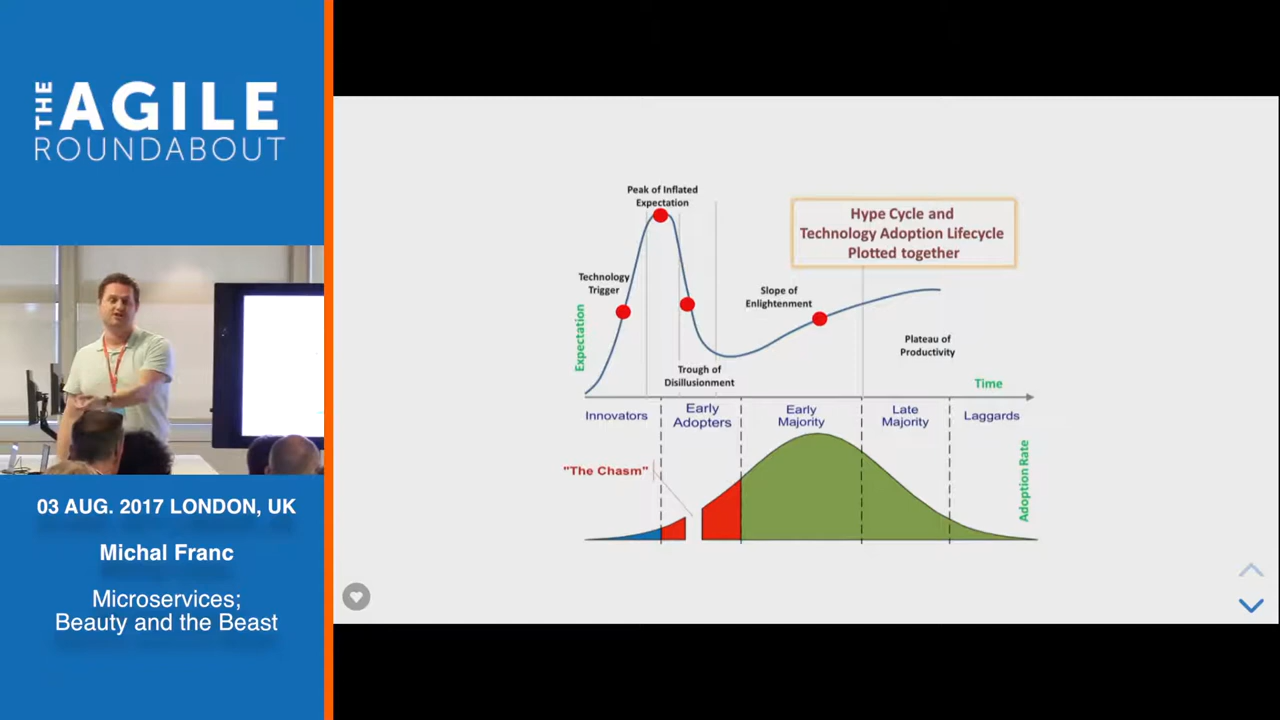 THE AGILE
ROUNDABOUT
03 AUG. 2017 LONDON, UK
Michal Franc
Microservices;
Beauty and the Beast
Peak of Inflated
Expectation
Hype Cycle and
Technology Adoption Lifecycle
Plotted together
Technology
Trigger
Slope of
Enlightenment
Expectation
Plateau of
Productivity
Trough of
Disillusionment
Time
Innovators
Early
Adopters
Early
Majority
Late
Majority
Laggards
"The Chasm"
Adoption Rate